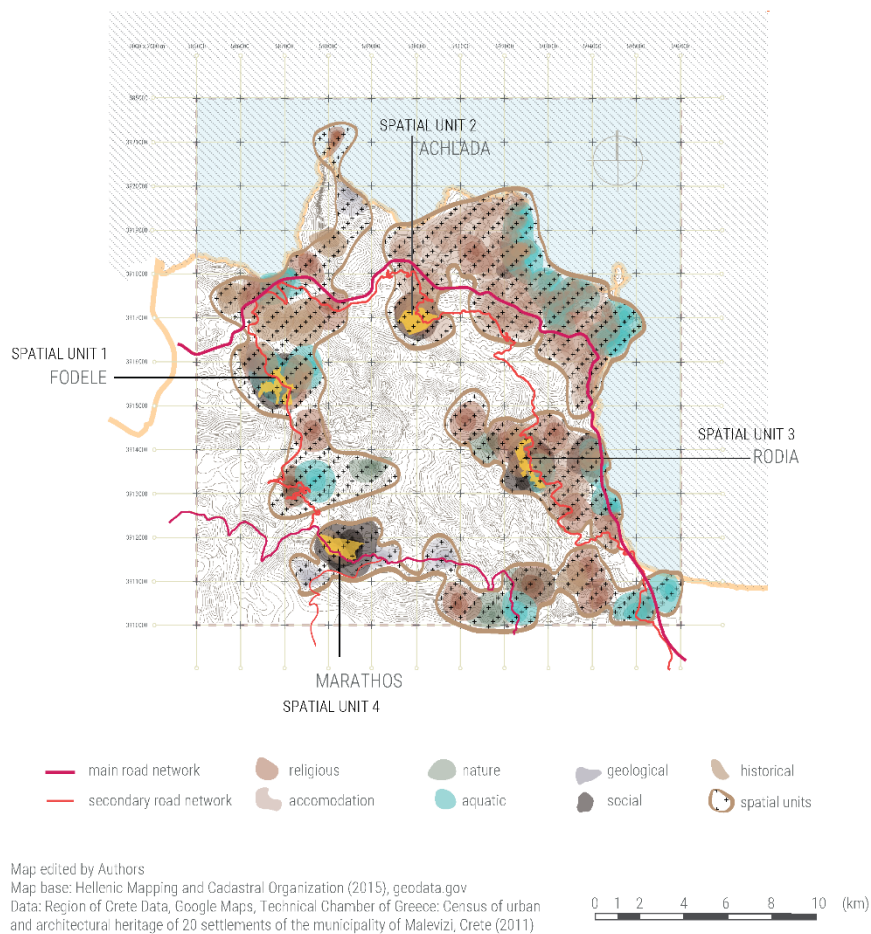 SPATIAL UNIT 2
ACHLADA
SPATIAL UNIT 1
FODELE
SPATIAL UNIT 3
RODIA
MARATHOS
SPATIAL UNIT 4
main road network
religious
nature
geological
historical
secondary road network
accomodation
aquatic
social
spatial units
Map edited by Authors
Map base: Hellenic Mapping and Cadastral Organization (2015), geodata.gov
Data: Region of Crete Data, Google Maps, Technical Chamber of Greece: Census of urban
and architectural heritage of 20 settlements of the municipality of Malevizi, Crete (2011)
0 1 2 4 6 8 10 (km)